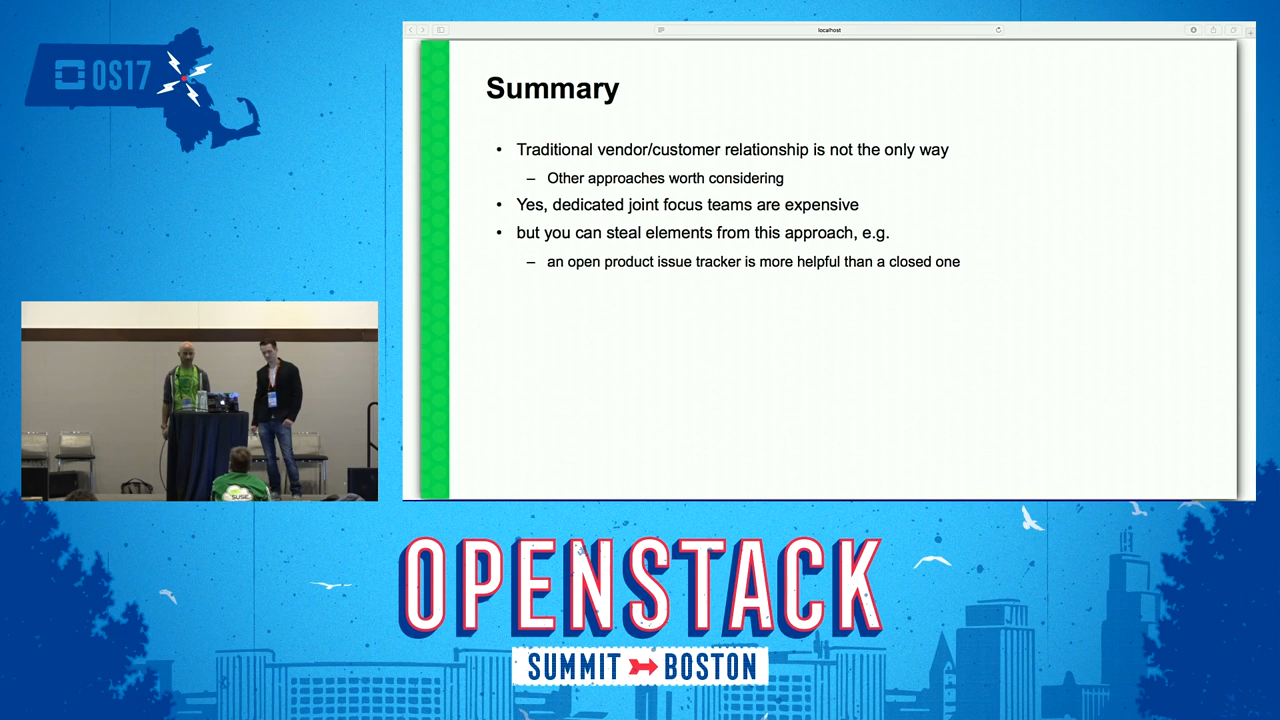 OS17
localhost
Summary
• Traditional vendor/customer relationship is not the only way
– Other approaches worth considering
• Yes, dedicated joint focus teams are expensive
• but you can steal elements from this approach, e.g.
– an open product issue tracker is more helpful than a closed one
SUSE
OPENSTACK
SUMMIT BOSTON